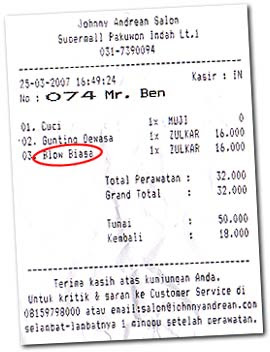 Johnny Andrean Salon
Supermall Pakuwon Indah Lt.1
031-7390094
25-03-2007 16:49:24 Kasir : IN
No : 074 Mr. Ben
01. Cuci 1x MUJI 0
02. Gunting Dewasa 1x ZULKAR 16.000
03. Blow Biasa 1x ZULKAR 16.000
Total Perawatan : 32.000
Grand Total : 32.000
Tunai : 50.000
Kembali : 18.000
Terima kasih atas kunjungan Anda.
Untuk kritik & saran ke Customer Service di
08159798000 atau email:salon@johnnyandrean.com
selambat-lambatnya 1 minggu setelah perawatan.